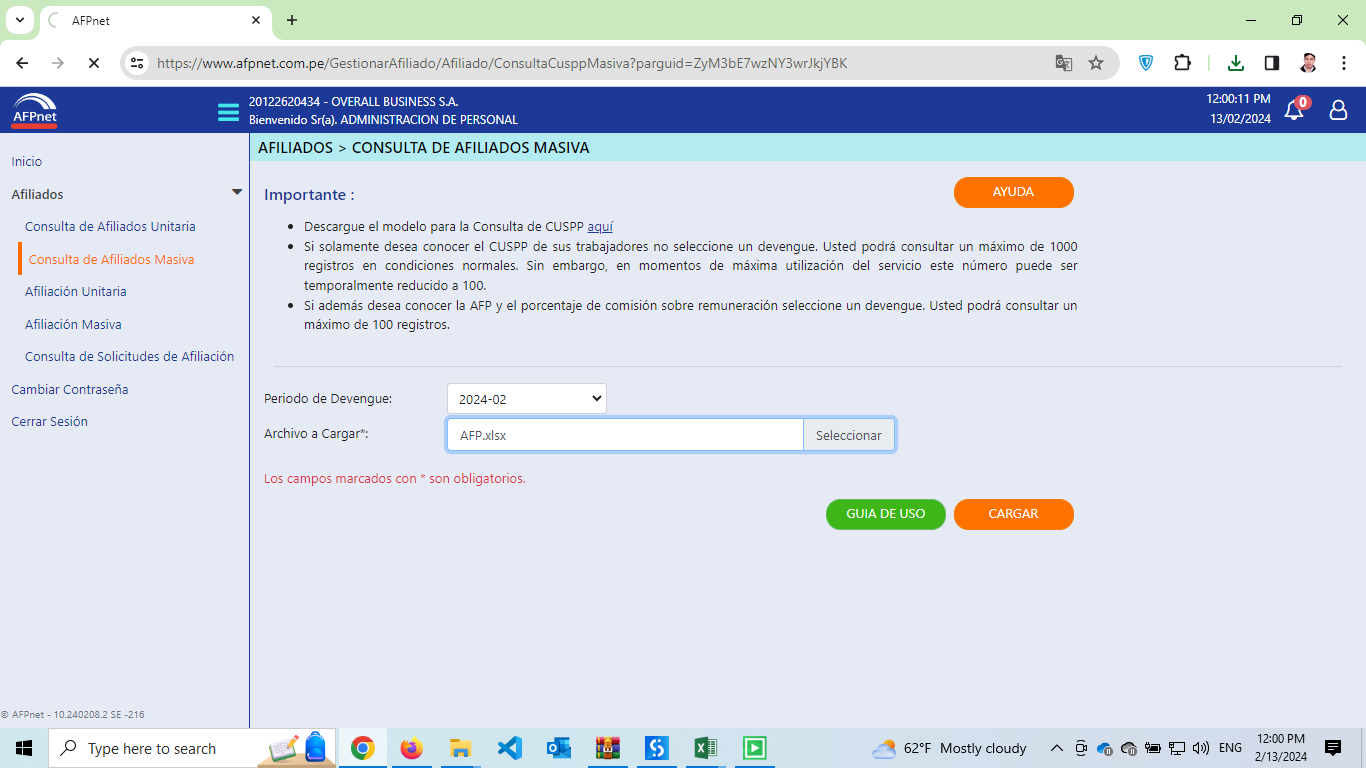 AFPnet
https://www.afpnet.com.pe/GestionarAfiliado/Afiliado/ConsultaCusppMasiva?parguid=ZyM3bE7wzNY3wrJkjYBK
AFPnet
20122620434 - OVERALL BUSINESS S.A.
Bienvenido Sr(a). ADMINISTRACION DE PERSONAL
12:00:11 PM
13/02/2024
0
Inicio
Afiliados
Consulta de Afiliados Unitaria
Consulta de Afiliados Masiva
Afiliación Unitaria
Afiliación Masiva
Consulta de Solicitudes de Afiliación
Cambiar Contraseña
Cerrar Sesión
© AFPnet - 10.240208.2 SE -216
AFILIADOS > CONSULTA DE AFILIADOS MASIVA
Importante :
AYUDA
Descargue el modelo para la Consulta de CUSPP aquí
Si solamente desea conocer el CUSPP de sus trabajadores no seleccione un devengue. Usted podrá consultar un máximo de 1000
registros en condiciones normales. Sin embargo, en momentos de máxima utilización del servicio este número puede ser
temporalmente reducido a 100.
Si además desea conocer la AFP y el porcentaje de comisión sobre remuneración seleccione un devengue. Usted podrá consultar un
máximo de 100 registros.
Periodo de Devengue:
2024-02
Archivo a Cargar*:
AFP.xlsx
Seleccionar
Los campos marcados con * son obligatorios.
GUIA DE USO
CARGAR
Type here to search
62°F Mostly cloudy
ENG
12:00 PM
2/13/2024